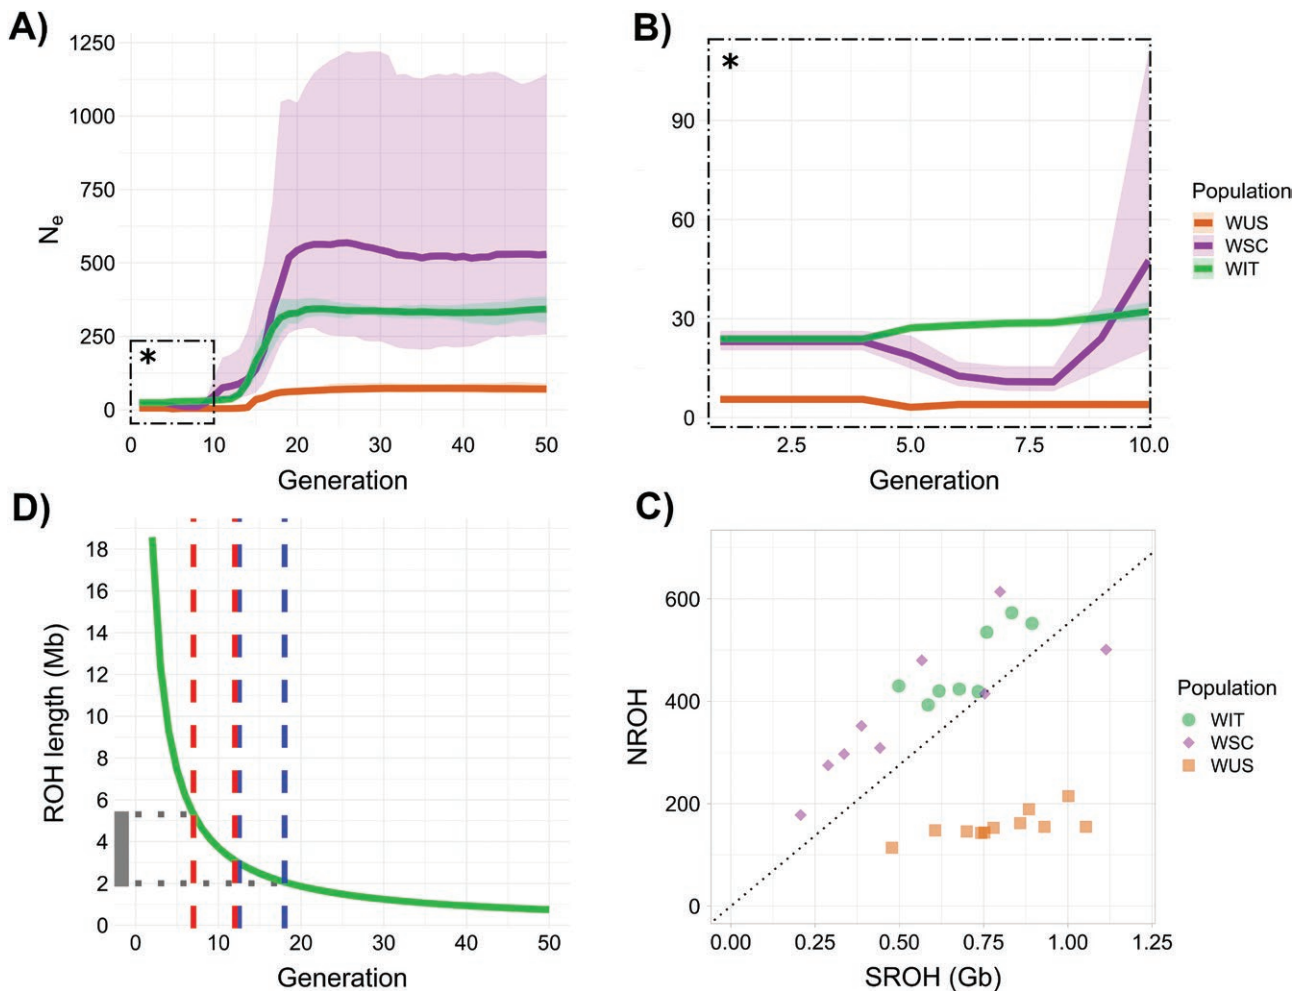 A)
1250
1000
750
500
250
0
Ne
*
0 10 20 30 40 50
Generation
B)
*
90
60
30
0
2.5 5.0 7.5 10.0
Generation
Population
WUS
WSC
WIT
D)
18
16
14
12
10
8
6
4
2
0
ROH length (Mb)
0 10 20 30 40 50
Generation
C)
600
400
200
0
NROH
0.00 0.25 0.50 0.75 1.00 1.25
SROH (Gb)
Population
WIT
WSC
WUS